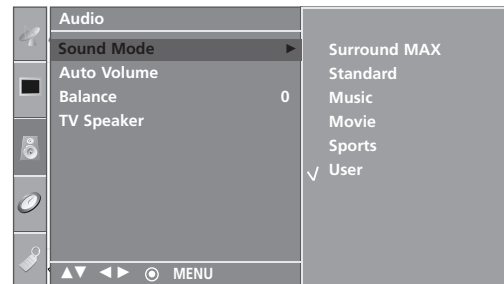 Audio
Sound Mode
Auto Volume
Balance 0
TV Speaker
MENU
Surround MAX
Standard
Music
Movie
Sports
User